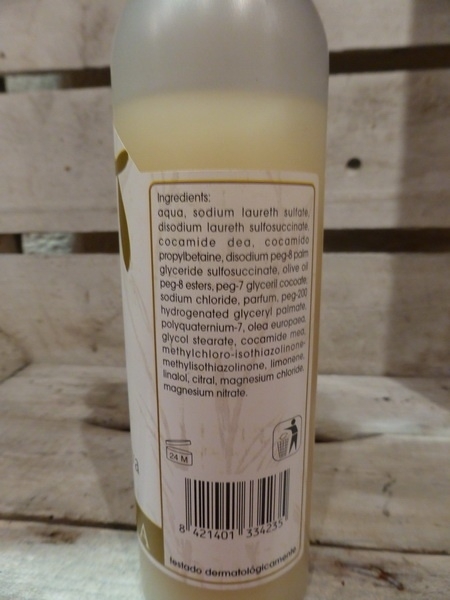 Ingredients:
aqua, sodium laureth sulfate,
disodium laureth sulfosuccinate,
cocamide dea, cocamido
propylbetaine, disodium peg-8 palm
glyceride sulfosuccinate, olive oil
peg-8 esters, peg-7 glyceril cocoate,
sodium chloride, parfum, peg-200
hydrogenated glyceryl palmate,
polyquaternium-7, olea europaea,
glycol stearate, cocamide mea,
methylchloro-isothiazolinone-
methylisothiazolinone, limonene,
linalol, citral, magnesium chloride,
magnesium nitrate.
24 M
8 421401 334235
testado dermatológicamente
a
A